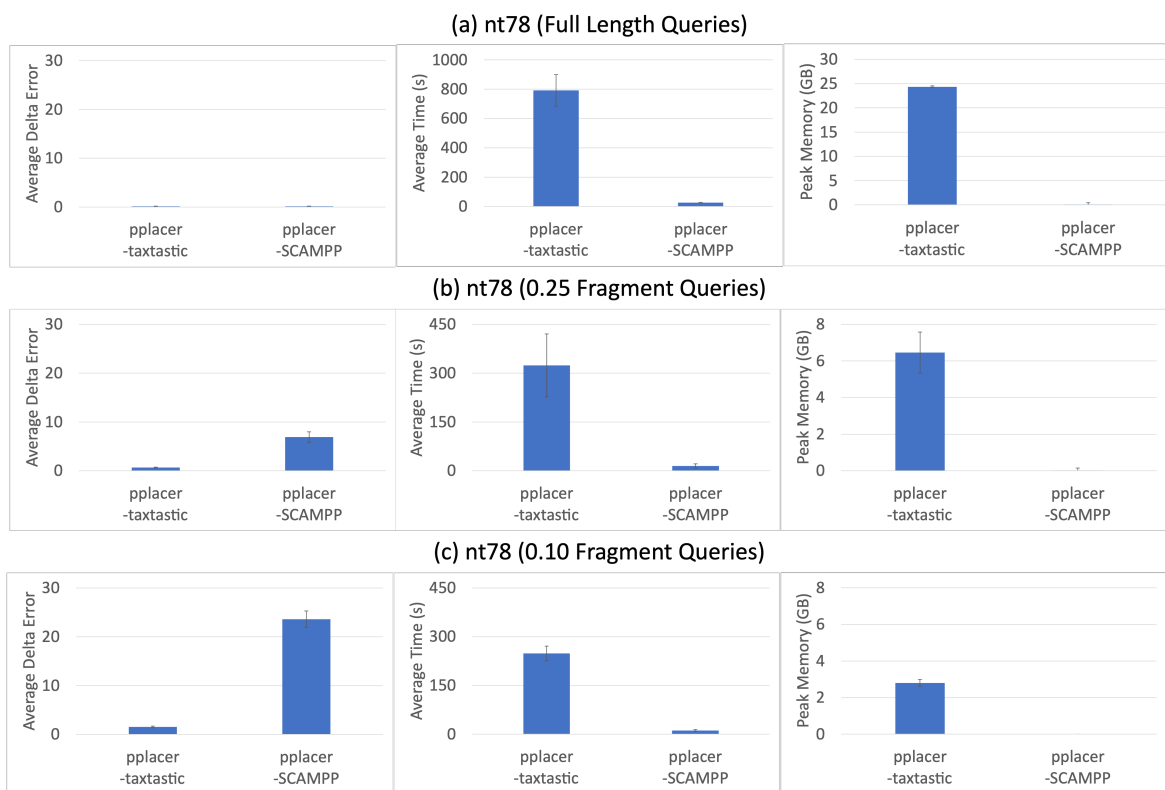 (a) nt78 (Full Length Queries)
Average Delta Error
30
20
10
0
pplacer
-taxtastic
pplacer
-SCAMPP
Average Time (s)
1000
800
600
400
200
0
pplacer
-taxtastic
pplacer
-SCAMPP
Peak Memory (GB)
30
25
20
15
10
5
0
pplacer
-taxtastic
pplacer
-SCAMPP
(b) nt78 (0.25 Fragment Queries)
Average Delta Error
30
20
10
0
pplacer
-taxtastic
pplacer
-SCAMPP
Average Time (s)
450
300
150
0
pplacer
-taxtastic
pplacer
-SCAMPP
Peak Memory (GB)
8
6
4
2
0
pplacer
-taxtastic
pplacer
-SCAMPP
(c) nt78 (0.10 Fragment Queries)
Average Delta Error
30
20
10
0
pplacer
-taxtastic
pplacer
-SCAMPP
Average Time (s)
450
300
150
0
pplacer
-taxtastic
pplacer
-SCAMPP
Peak Memory (GB)
8
6
4
2
0
pplacer
-taxtastic
pplacer
-SCAMPP